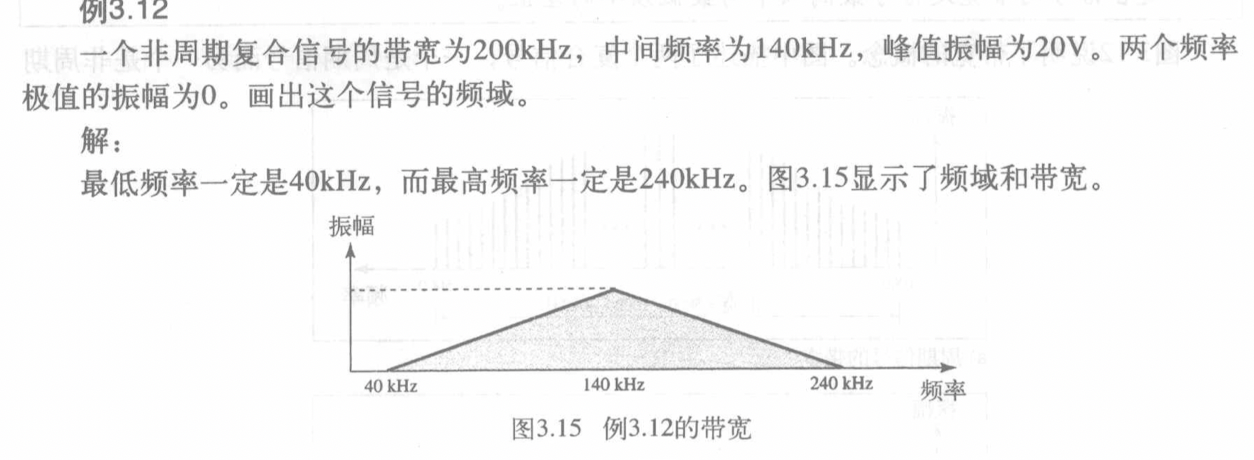 例3.12
一个非周期复合信号的带宽为200kHz，中间频率为140kHz，峰值振幅为20V。两个频率
极值的振幅为0。画出这个信号的频域。
解：
最低频率一定是40kHz，而最高频率一定是240kHz。图3.15显示了频域和带宽。
振幅
40 kHz
140 kHz
240 kHz
频率
图3.15 例3.12的带宽